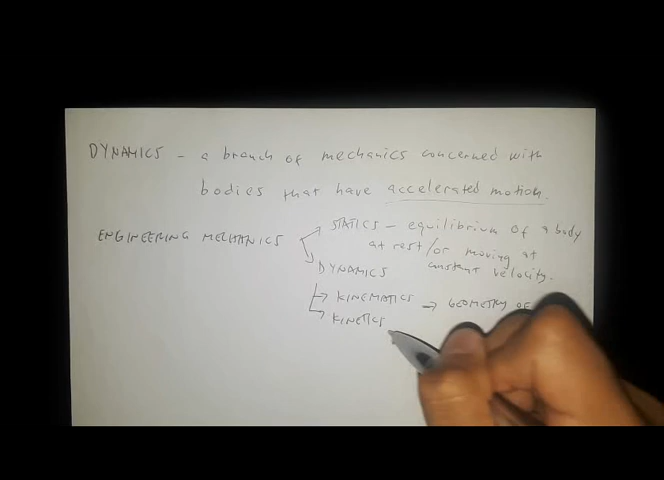 DYNAMICS - a branch of mechanics concerned with
bodies that have accelerated motion.
ENGINEERING MECHANICS
STATICS - equilibrium of a body
at rest/or moving at
constant velocity.
DYNAMICS
→ KINEMATICS → GEOMETRY OF
→ KINETICS